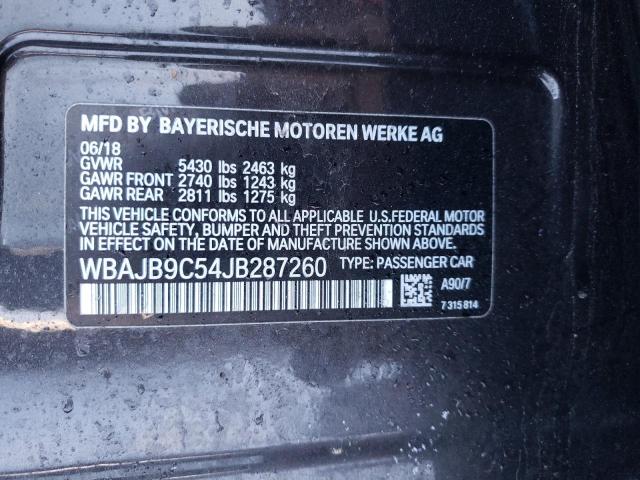 MFD BY BAYERISCHE MOTOREN WERKE AG
06/18
GVWR 5430 lbs 2463 kg
GAWR FRONT 2740 lbs 1243 kg
GAWR REAR 2811 lbs 1275 kg
THIS VEHICLE CONFORMS TO ALL APPLICABLE U.S.FEDERAL MOTOR
VEHICLE SAFETY, BUMPER AND THEFT PREVENTION STANDARDS
IN EFFECT ON THE DATE OF MANUFACTURE SHOWN ABOVE.
WBAJB9C54JB287260 TYPE: PASSENGER CAR
A90/7
7 315 814